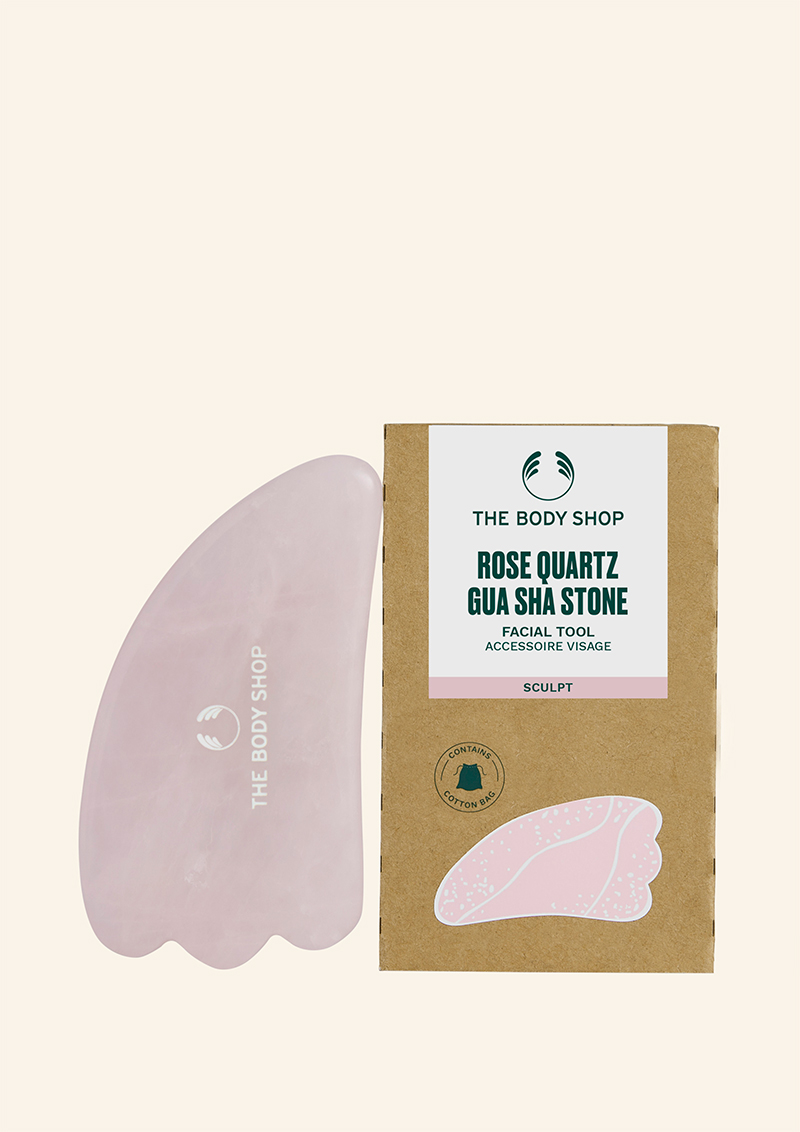 THE BODY SHOP
THE BODY SHOP
ROSE QUARTZ
GUA SHA STONE
FACIAL TOOL
ACCESSOIRE VISAGE
SCULPT
CONTAINS
COTTON BAG